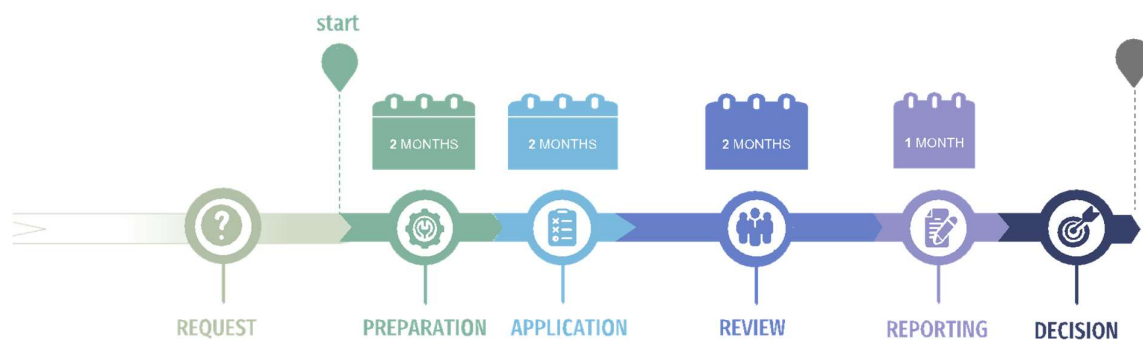 start
2 MONTHS
2 MONTHS
2 MONTHS
1 MONTH
REQUEST
PREPARATION
APPLICATION
REVIEW
REPORTING
DECISION